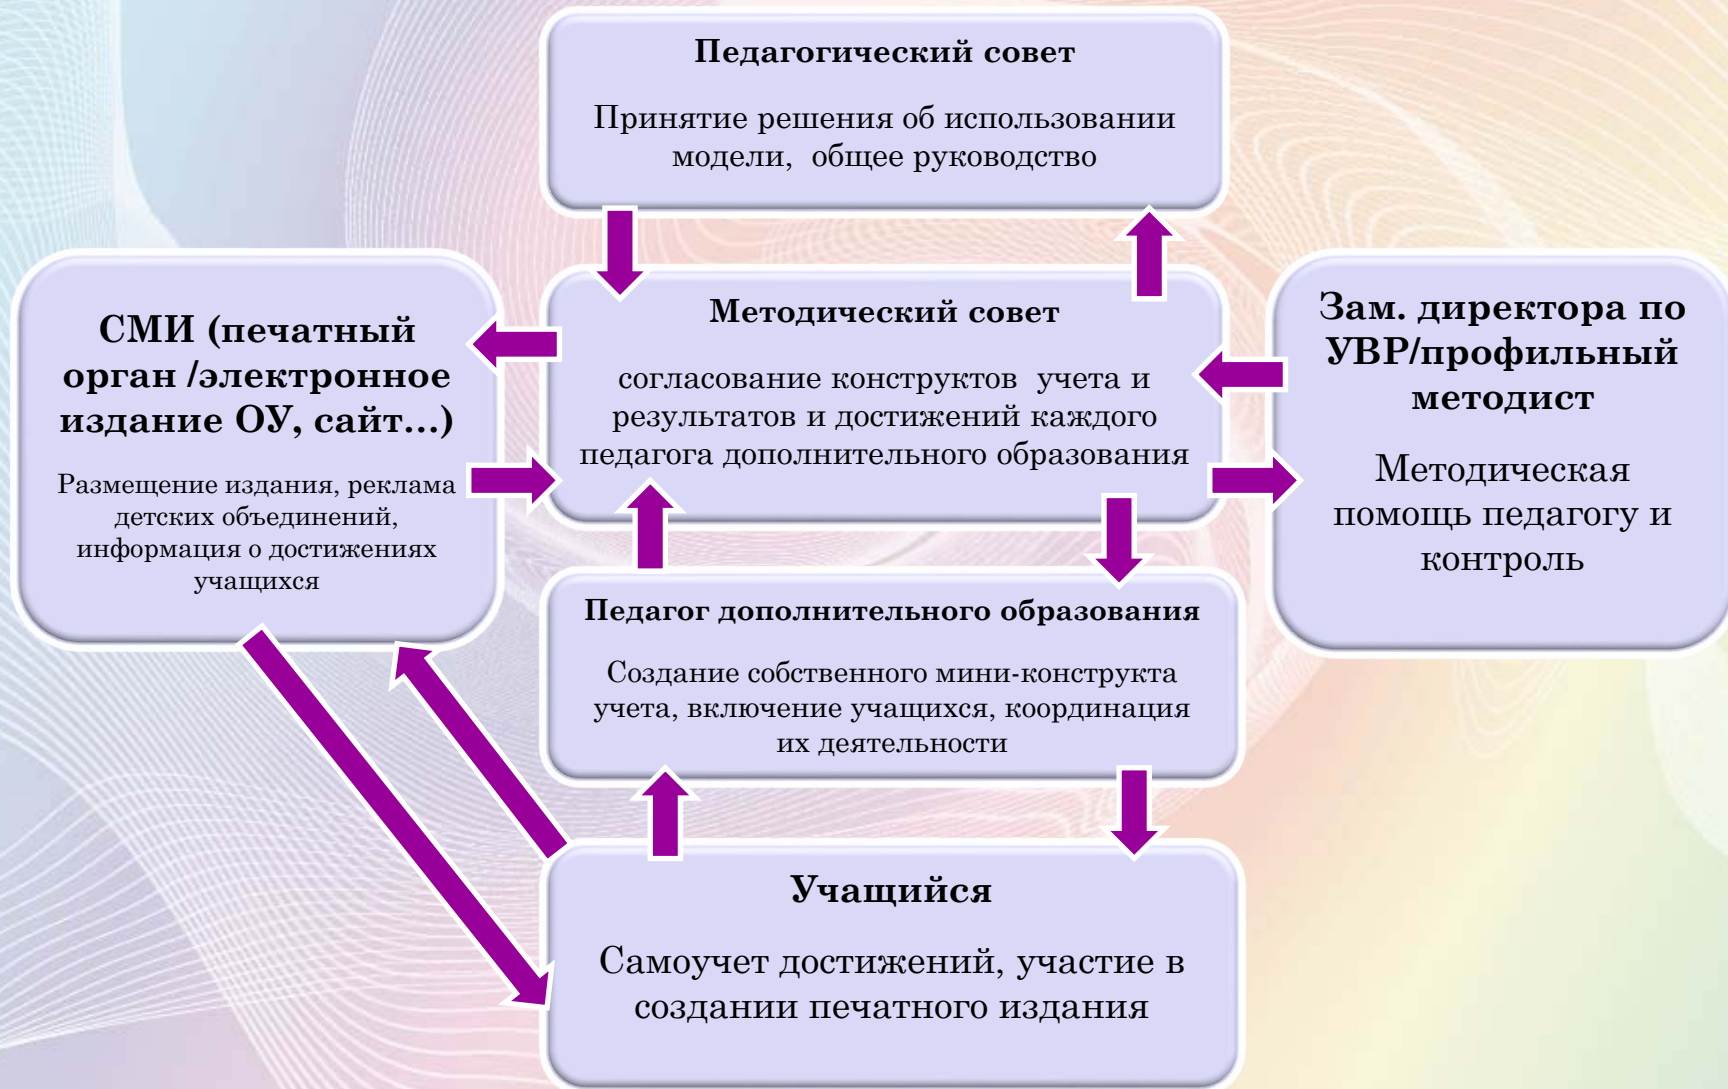 Педагогический совет
Принятие решения об использовании
модели, общее руководство
СМИ (печатный
орган /электронное
издание ОУ, сайт...)
Размещение издания, реклама
детских объединений,
информация о достижениях
учащихся
Методический совет
согласование конструктов учета и
результатов и достижений каждого
педагога дополнительного образования
Зам. директора по
УВР/профильный
методист
Методическая
помощь педагогу и
контроль
Педагог дополнительного образования
Создание собственного мини-конструкта
учета, включение учащихся, координация
их деятельности
Учащийся
Самоучет достижений, участие в
создании печатного издания